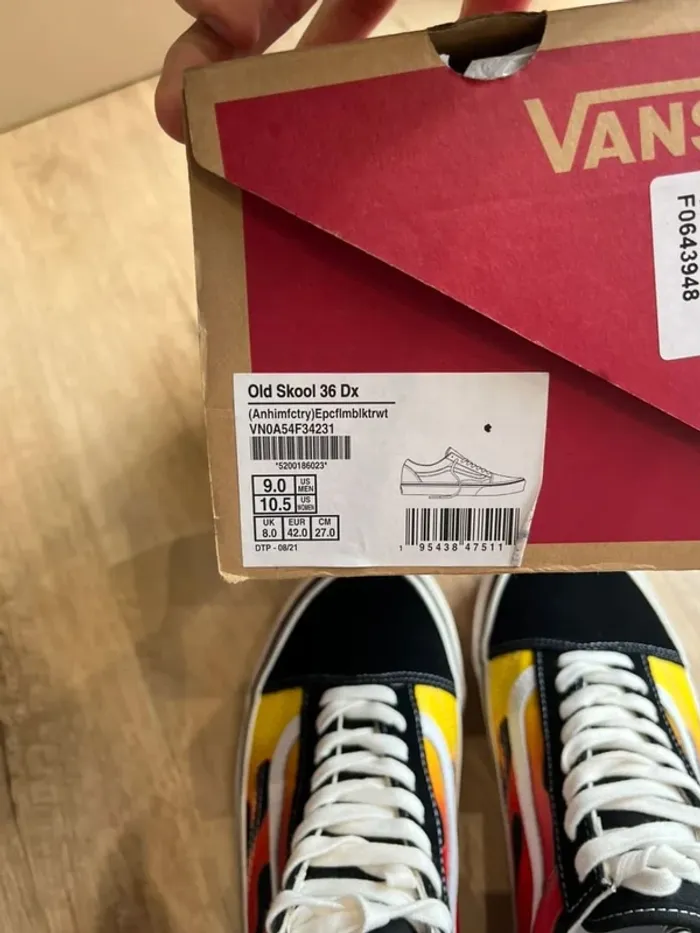 VANS
F0643948
Old Skool 36 Dx
(Anhimfctry)Epcflmblktrwt
VN0A54F34231
*5200186023*
9.0 US MEN
10.5 US WOMEN
UK EUR CM
8.0 42.0 27.0
DTP - 08/21
1 95438 47511